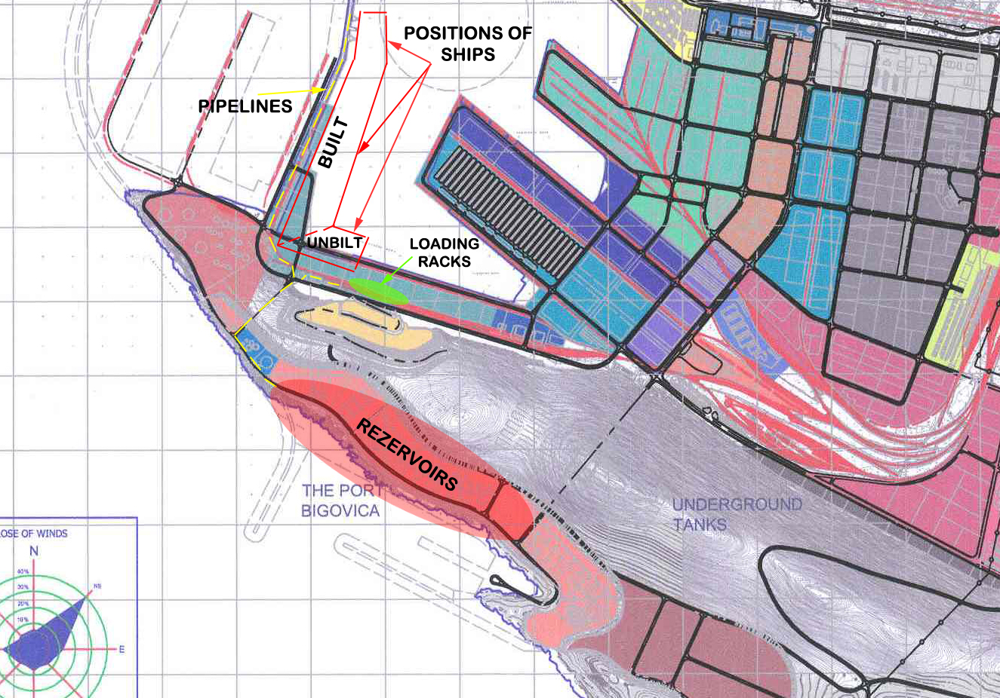 POSITIONS OF
SHIPS
PIPELINES
BUILT
UNBILT
LOADING
RACKS
REZERVOIRS
THE PORT
BIGOVICA
UNDERGROUND
TANKS
OSE OF WINDS
N
NE
40%
30%
20%
10%
E